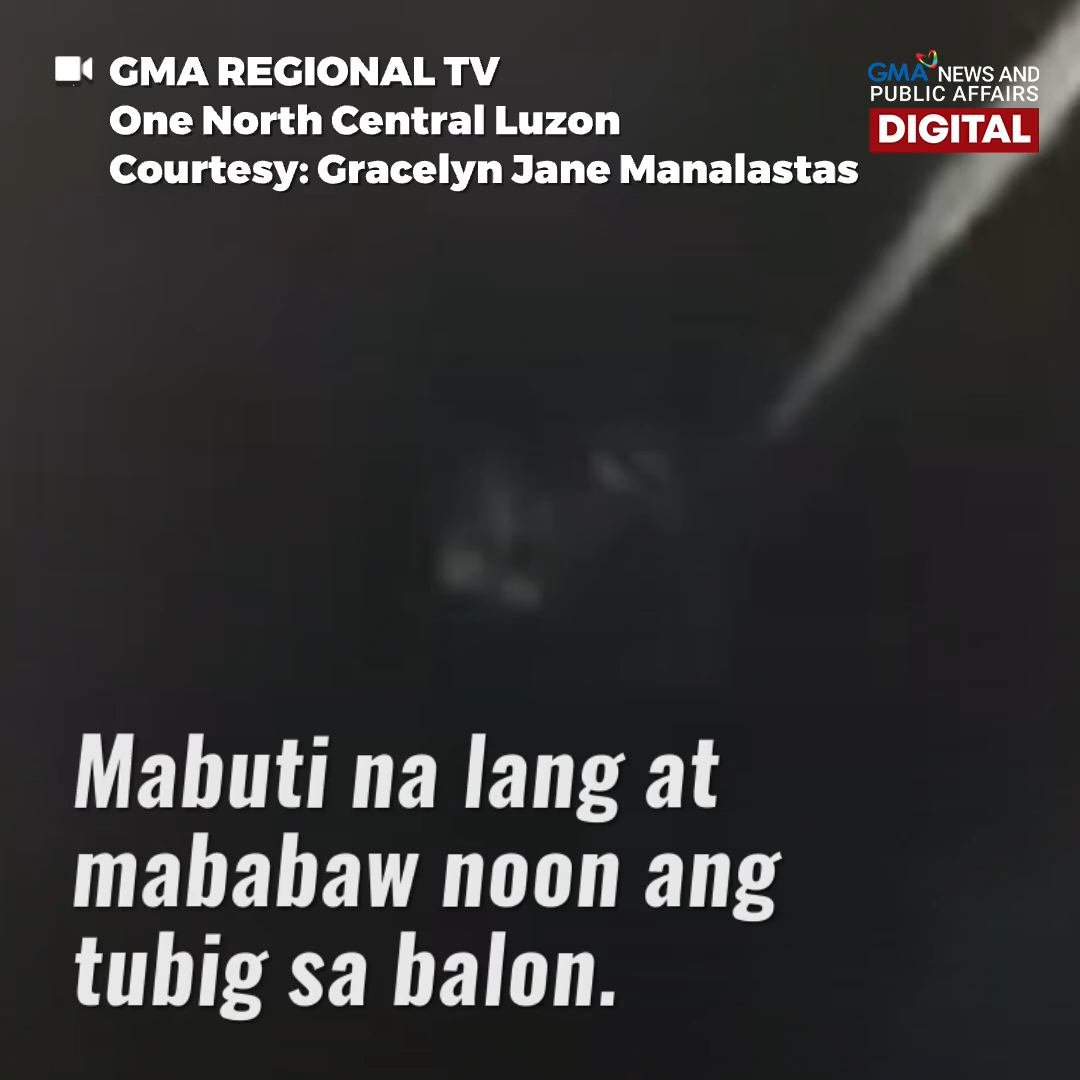 GMA REGIONAL TV
One North Central Luzon
Courtesy: Gracelyn Jane Manalastas
GMA NEWS AND
PUBLIC AFFAIRS
DIGITAL
Mabuti na lang at
mababaw noon ang
tubig sa balon.